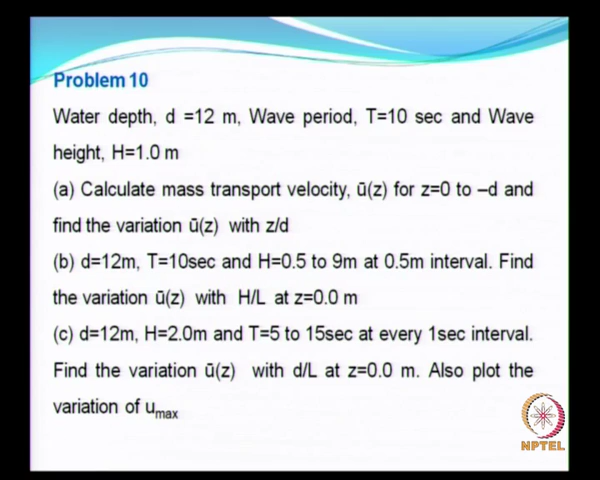 Problem 10
Water depth, d =12 m, Wave period, T=10 sec and Wave
height, H=1.0 m
(a) Calculate mass transport velocity, ū(z) for z=0 to –d and
find the variation ū(z) with z/d
(b) d=12m, T=10sec and H=0.5 to 9m at 0.5m interval. Find
the variation ū(z) with H/L at z=0.0 m
(c) d=12m, H=2.0m and T=5 to 15sec at every 1sec interval.
Find the variation ū(z) with d/L at z=0.0 m. Also plot the
variation of umax
NPTEL